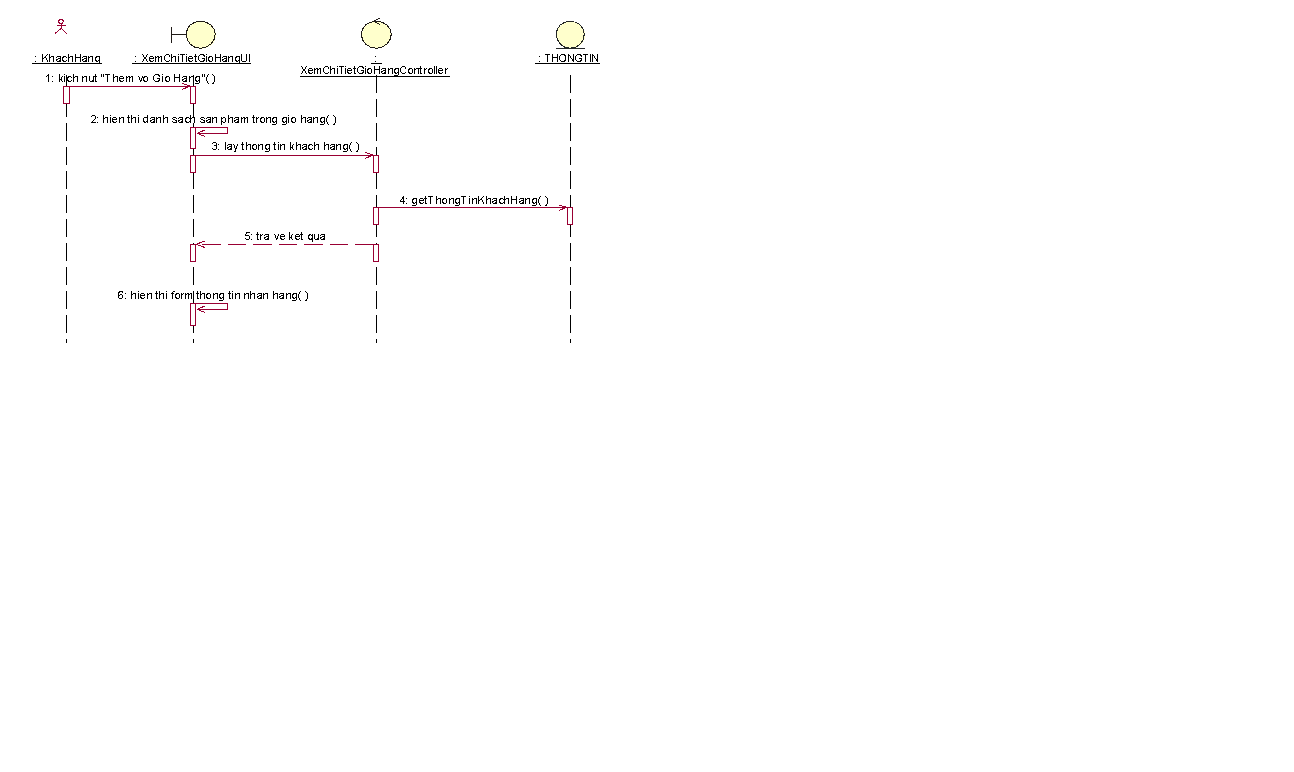 : KhachHang
: XemChiTietGioHangUI
:
XemChiTietGioHangController
: THONGTIN
1: kich nut "Them vo Gio Hang"( )
2: hien thi danh sach san pham trong gio hang( )
3: lay thong tin khach hang( )
4: getThongTinKhachHang( )
5: tra ve ket qua
6: hien thi form thong tin nhan hang( )